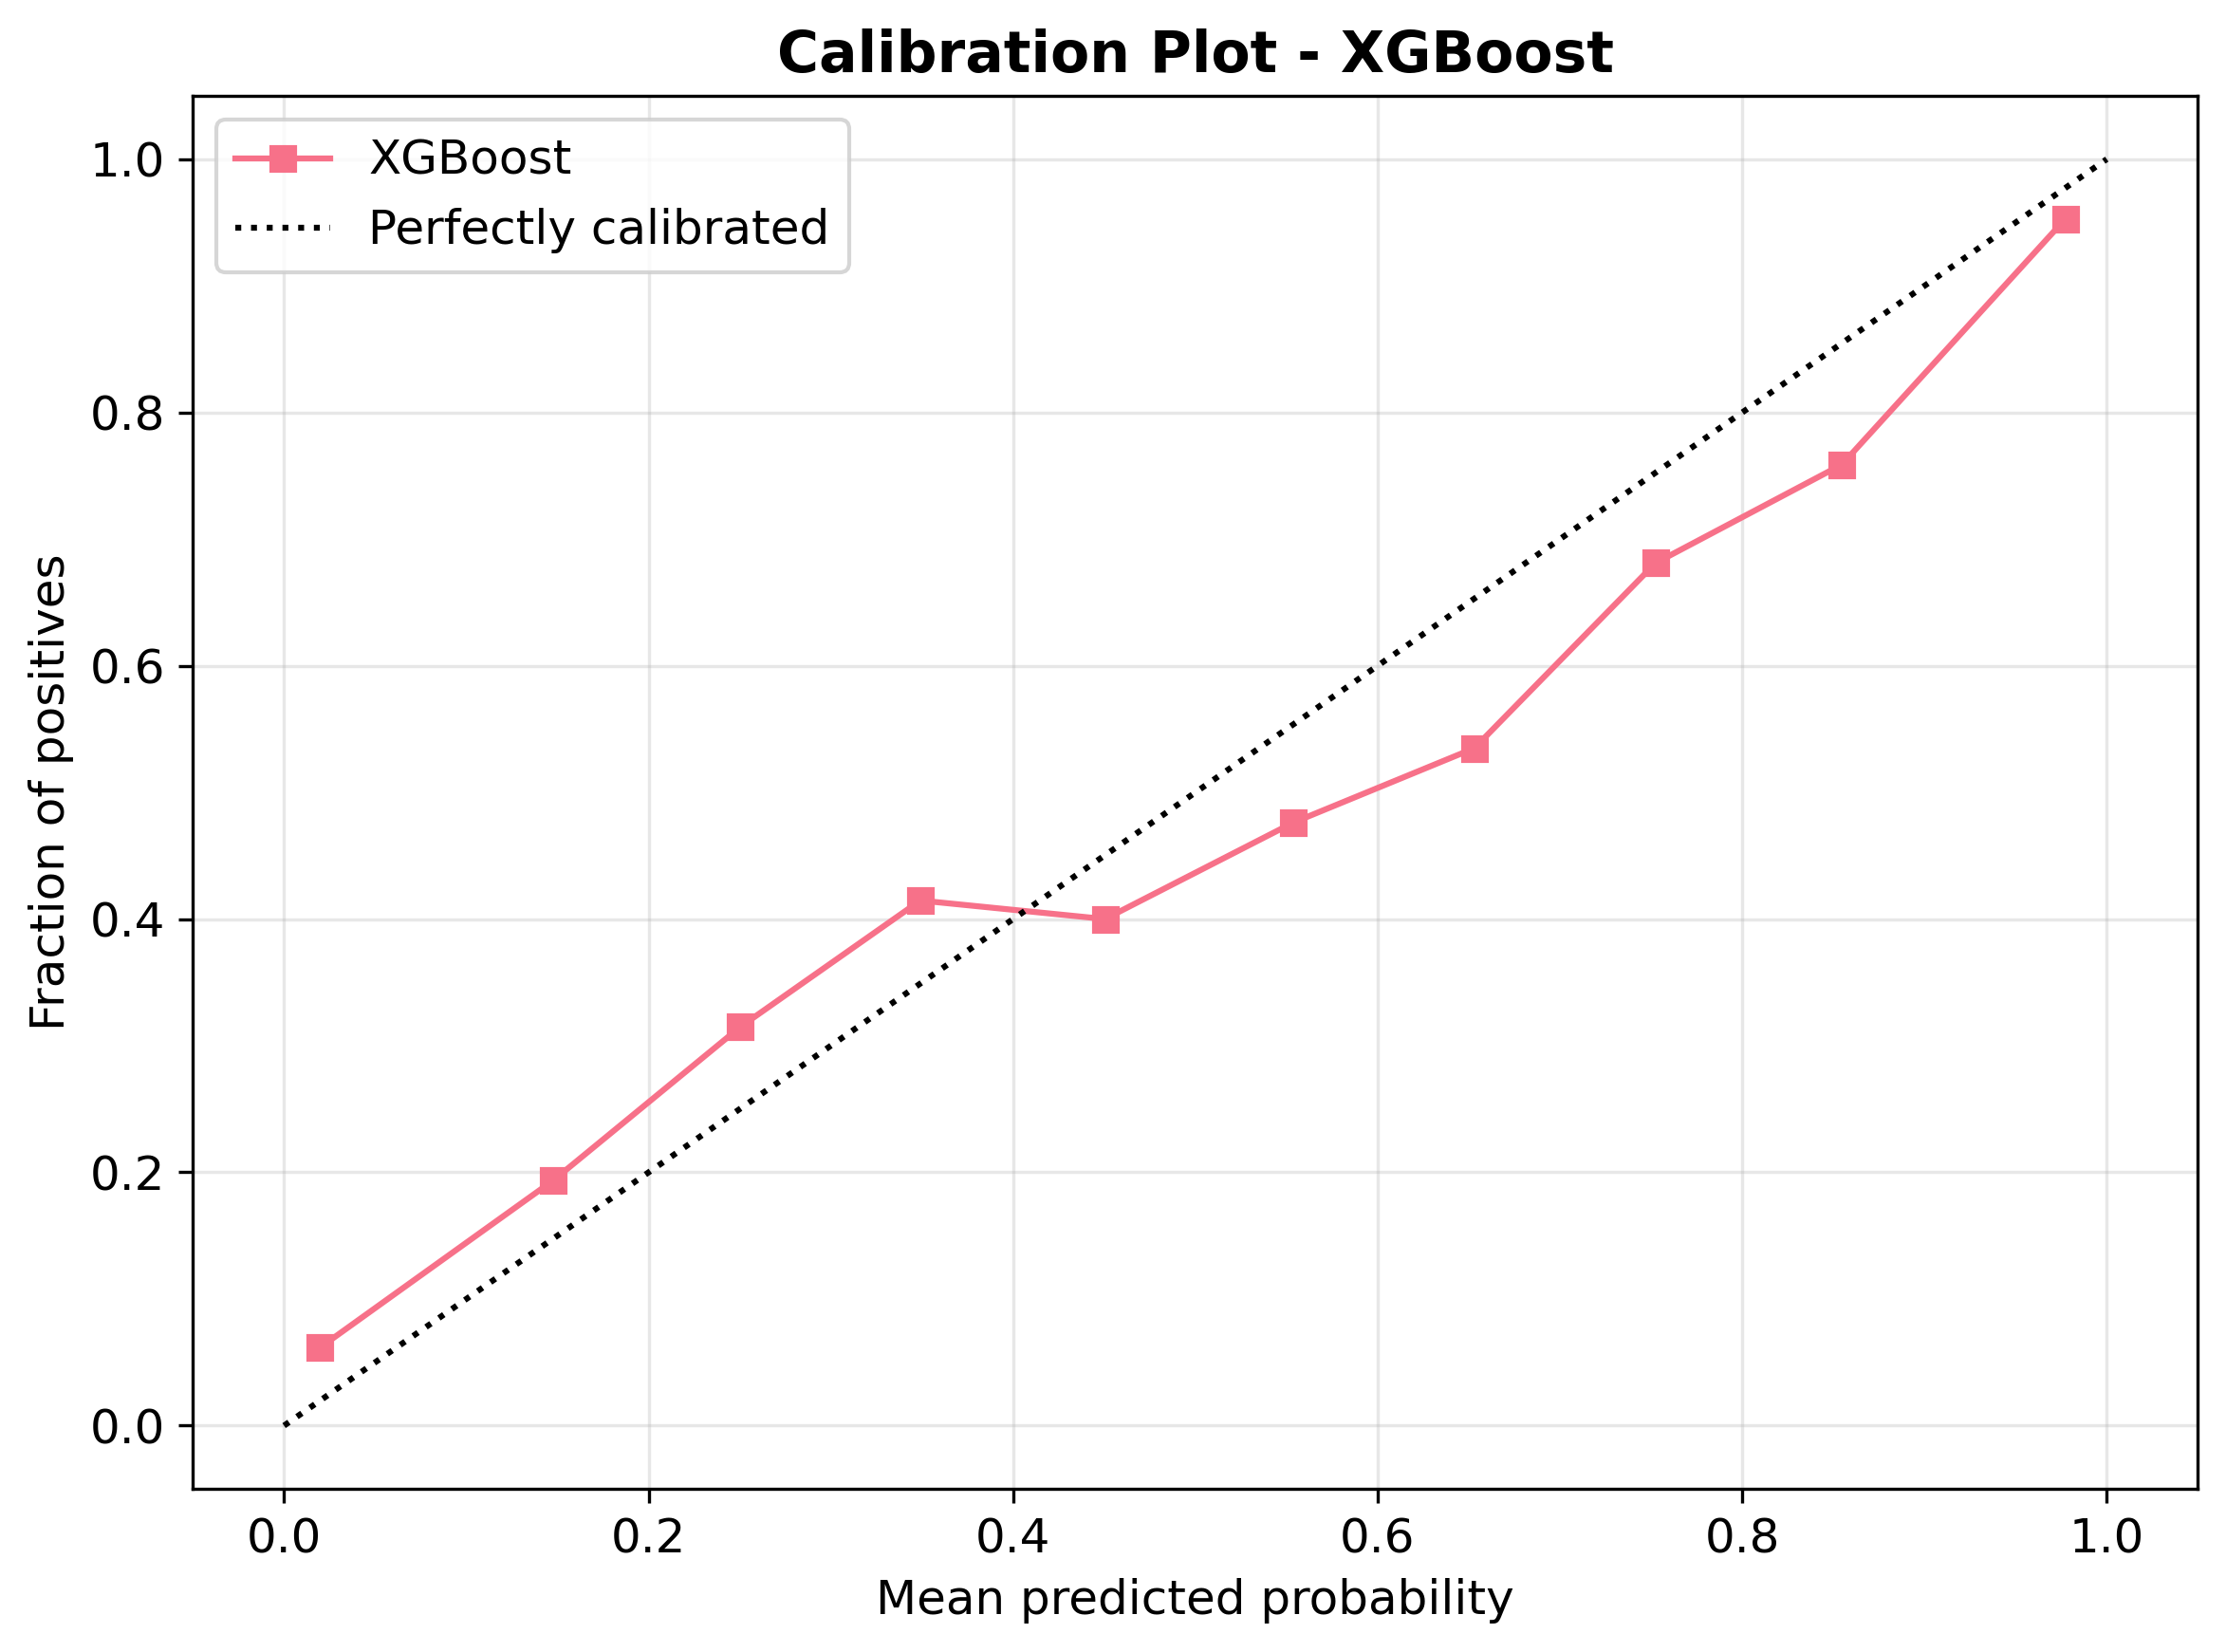 Calibration Plot - XGBoost
XGBoost
Perfectly calibrated
1.0
0.8
0.6
0.4
0.2
0.0
Fraction of positives
0.0 0.2 0.4 0.6 0.8 1.0
Mean predicted probability